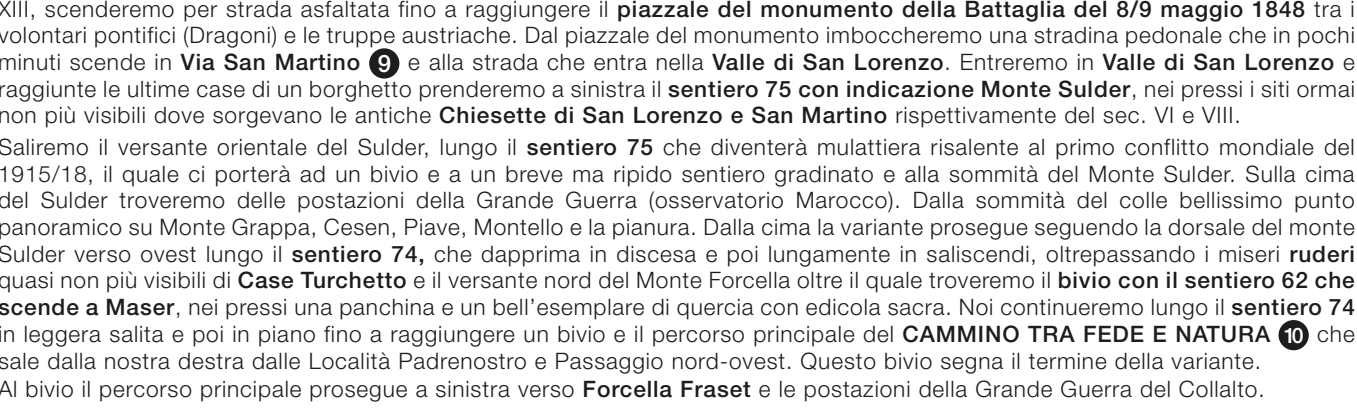 XIII, scenderemo per strada asfaltata fino a raggiungere il piazzale del monumento della Battaglia del 8/9 maggio 1848 tra i
volontari pontifici (Dragoni) e le truppe austriache. Dal piazzale del monumento imboccheremo una stradina pedonale che in pochi
minuti scende in Via San Martino 9 e alla strada che entra nella Valle di San Lorenzo. Entreremo in Valle di San Lorenzo e
raggiunte le ultime case di un borghetto prenderemo a sinistra il sentiero 75 con indicazione Monte Sulder, nei pressi i siti ormai
non più visibili dove sorgevano le antiche Chiesette di San Lorenzo e San Martino rispettivamente del sec. VI e VIII.
Saliremo il versante orientale del Sulder, lungo il sentiero 75 che diventerà mulattiera risalente al primo conflitto mondiale del
1915/18, il quale ci porterà ad un bivio e a un breve ma ripido sentiero gradinato e alla sommità del Monte Sulder. Sulla cima
del Sulder troveremo delle postazioni della Grande Guerra (osservatorio Marocco). Dalla sommità del colle bellissimo punto
panoramico su Monte Grappa, Cesen, Piave, Montello e la pianura. Dalla cima la variante prosegue seguendo la dorsale del monte
Sulder verso ovest lungo il sentiero 74, che dapprima in discesa e poi lungamente in saliscendi, oltrepassando i miseri ruderi
quasi non più visibili di Case Turchetto e il versante nord del Monte Forcella oltre il quale troveremo il bivio con il sentiero 62 che
scende a Maser, nei pressi una panchina e un bell'esemplare di quercia con edicola sacra. Noi continueremo lungo il sentiero 74
in leggera salita e poi in piano fino a raggiungere un bivio e il percorso principale del CAMMINO TRA FEDE E NATURA 10 che
sale dalla nostra destra dalle Località Padrenostro e Passaggio nord-ovest. Questo bivio segna il termine della variante.
Al bivio il percorso principale prosegue a sinistra verso Forcella Fraset e le postazioni della Grande Guerra del Collalto.